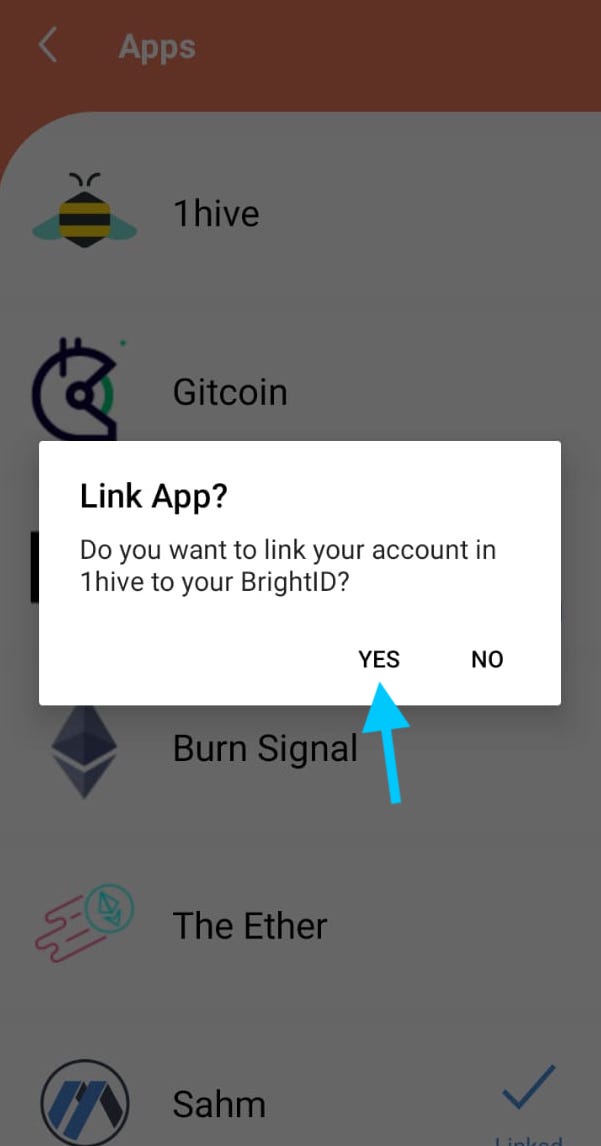 Apps
1hive
Gitcoin
Link App?
Do you want to link your account in
1hive to your BrightID?
YES
NO
Burn Signal
The Ether
Sahm
Linked